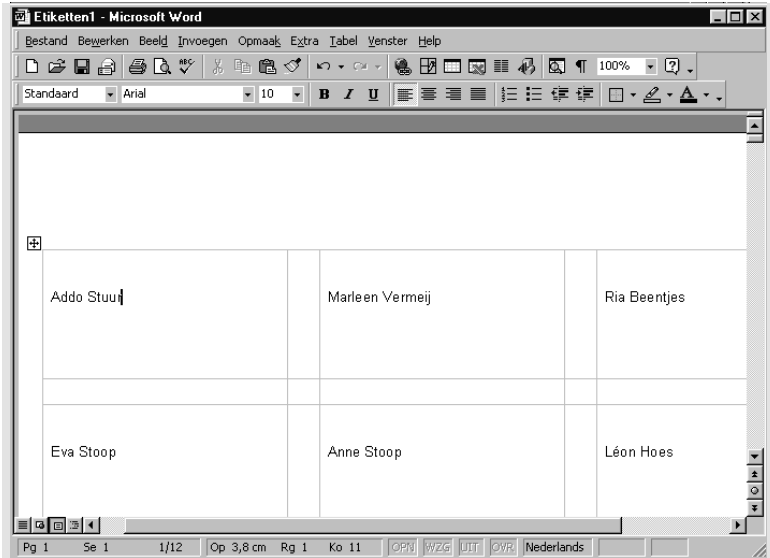 Etiketten1 - Microsoft Word
Bestand Bewerken Beeld Invoegen Opmaak Extra Tabel Venster Help
ABC 100%
Standaard Arial 10 B I U A
Addo Stuur Marleen Vermeij Ria Beentjes
Eva Stoop Anne Stoop Léon Hoes
Pg 1 Se 1 1/12 Op 3,8 cm Rg 1 Ko 11 OPN WZG UIT OVR Nederlands